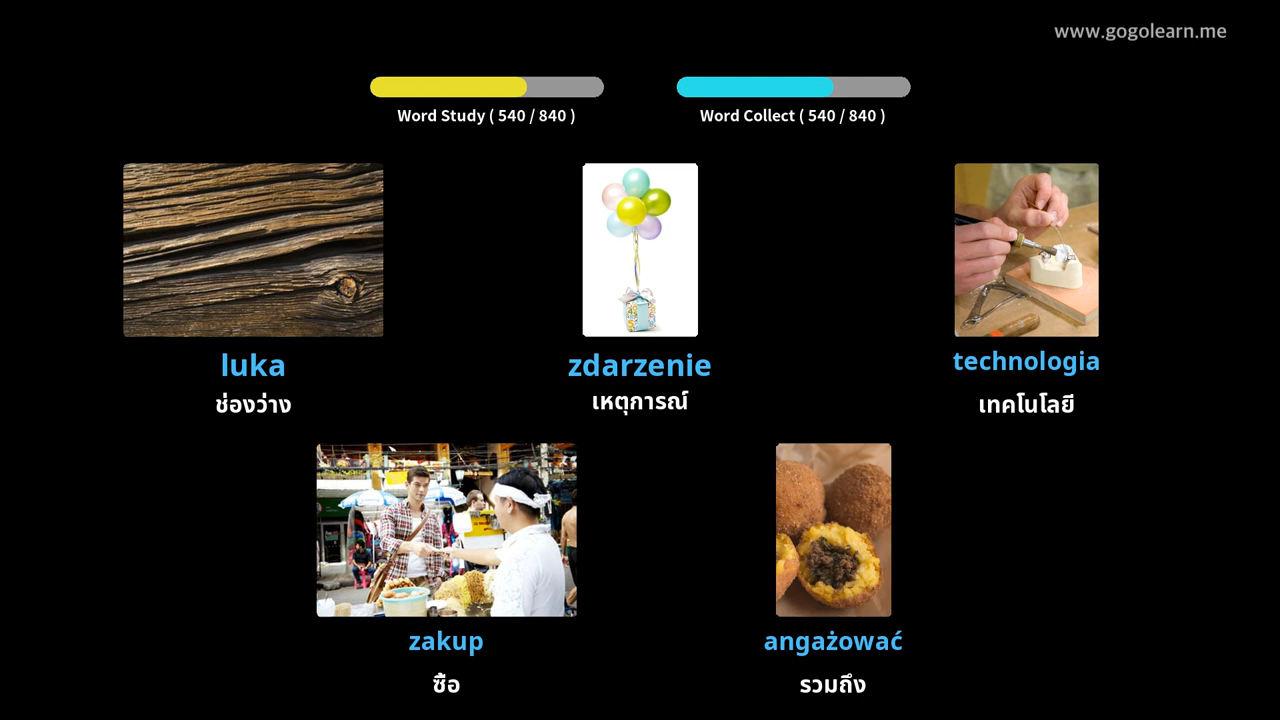 www.gogolearn.me
Word Study ( 540 / 840 )
Word Collect ( 540 / 840 )
luka
ช่องว่าง
zdarzenie
เหตุการณ์
technologia
เทคโนโลยี
zakup
ซื้อ
angażować
รวมถึง